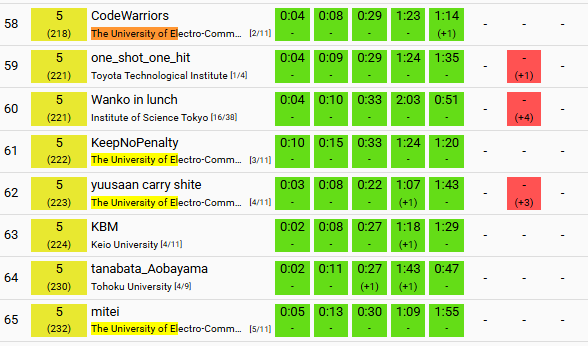 58 5 CodeWarriors 0:04 0:08 0:29 1:23 1:14 - - -
(218) The University of Electro-Comm... [2/11] - - - - (+1)
59 5 one_shot_one_hit 0:04 0:09 0:29 1:24 1:35 - - -
(221) Toyota Technological Institute [1/4] - - - - - (+1)
60 5 Wanko in lunch 0:04 0:10 0:33 2:03 0:51 - - -
(221) Institute of Science Tokyo [16/38] - - - - - (+4)
61 5 KeepNoPenalty 0:10 0:15 0:33 1:24 1:20 - - -
(222) The University of Electro-Comm... [3/11] - - - - -
62 5 yuusaan carry shite 0:03 0:08 0:22 1:07 1:43 - - -
(223) The University of Electro-Comm... [4/11] - - - (+1) - (+3)
63 5 KBM 0:02 0:08 0:27 1:18 1:29 - - -
(224) Keio University [4/11] - - - (+1) -
64 5 tanabata_Aobayama 0:02 0:11 0:27 1:43 0:47 - - -
(230) Tohoku University [4/9] - - (+1) (+1) -
65 5 mitei 0:05 0:13 0:30 1:09 1:55 - - -
(232) The University of Electro-Comm... [5/11] - - - - -